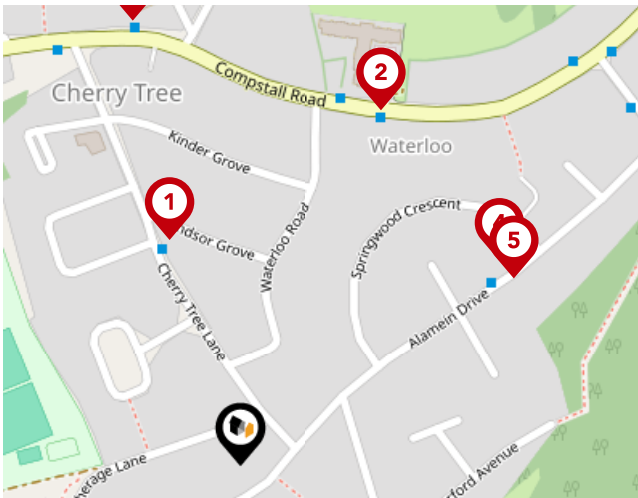 Compstall Road
2
Cherry Tree
Waterloo
Kinder Grove
1
Springwood Crescent
5
Waterloo Road
Cherry Tree Lane
Alamein Drive